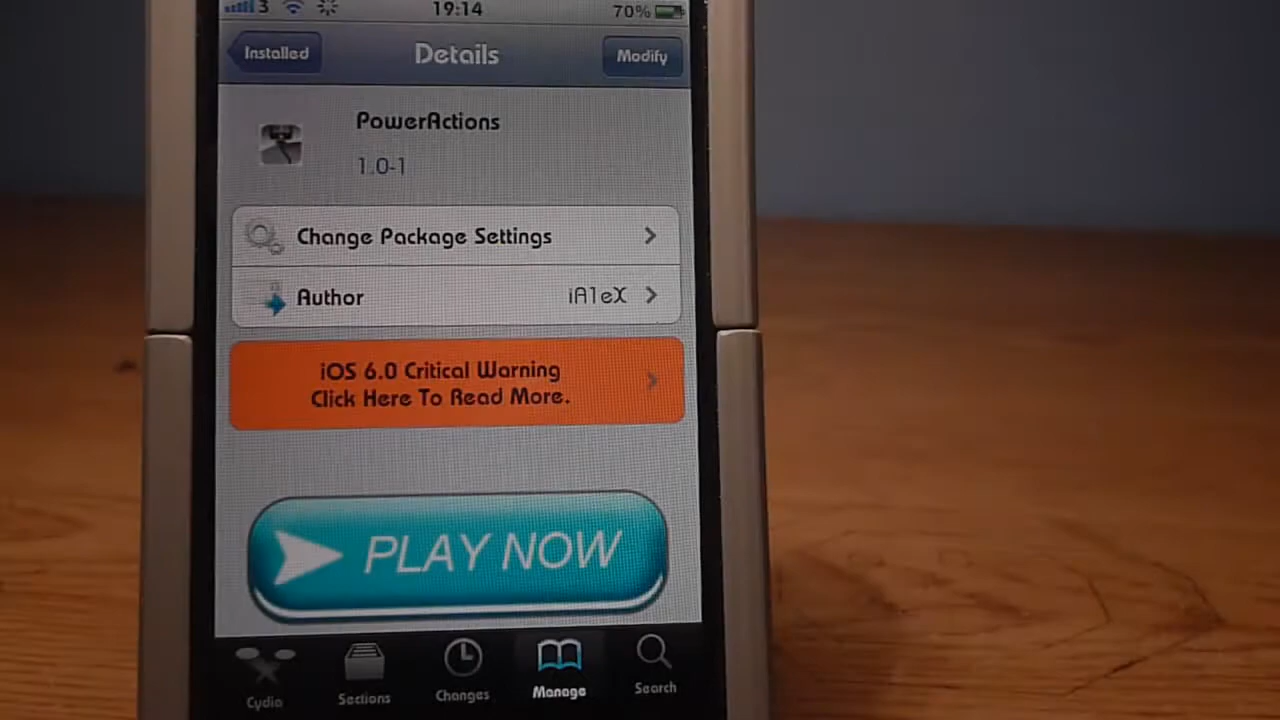 3 19:14 70%
Installed Details Modify
PowerActions
1.0-1
Change Package Settings
Author iA1eX
iOS 6.0 Critical Warning
Click Here To Read More.
PLAY NOW
Cydia Sections Changes Manage Search